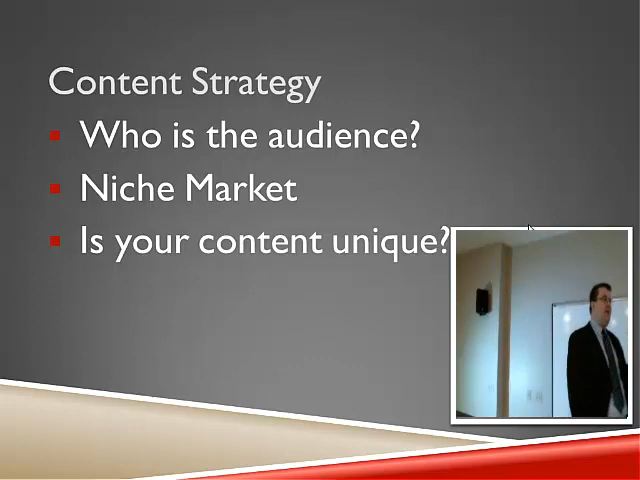 Content Strategy
Who is the audience?
Niche Market
Is your content unique?